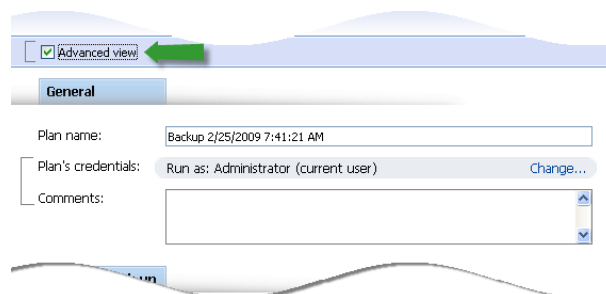 Advanced view
General
Plan name: Backup 2/25/2009 7:41:21 AM
Plan's credentials: Run as: Administrator (current user) Change...
Comments: